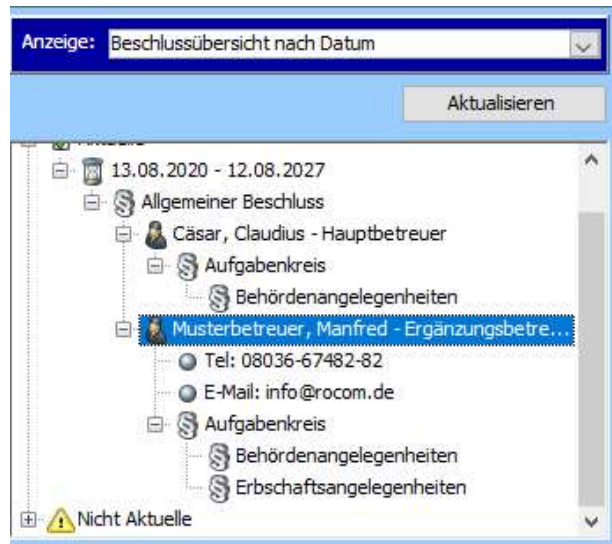 Anzeige: Beschlussübersicht nach Datum
Aktualisieren
Aktuelle
13.08.2020 - 12.08.2027
Allgemeiner Beschluss
Cäsar, Claudius - Hauptbetreuer
Aufgabenkreis
Behördenangelegenheiten
Musterbetreuer, Manfred - Ergänzungsbetre...
Tel: 08036-67482-82
E-Mail: info@rocom.de
Aufgabenkreis
Behördenangelegenheiten
Erbschaftsangelegenheiten
Nicht Aktuelle